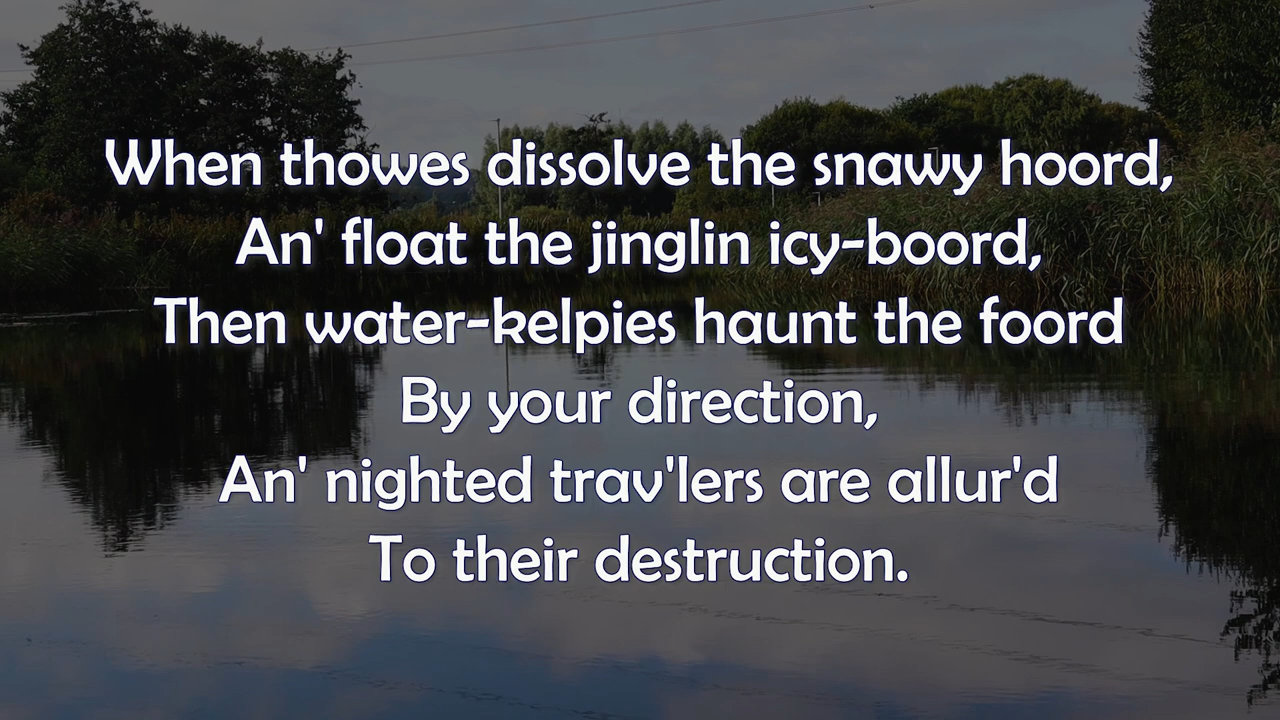 When thowes dissolve the snawy hoord,
An' float the jinglin icy-boord,
Then water-kelpies haunt the foord
By your direction,
An' nighted trav'lers are allur'd
To their destruction.